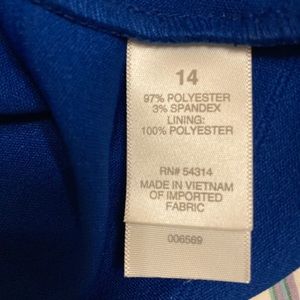 14
97% POLYESTER
3% SPANDEX
LINING:
100% POLYESTER
RN# 54314
MADE IN VIETNAM
OF IMPORTED
FABRIC
006569